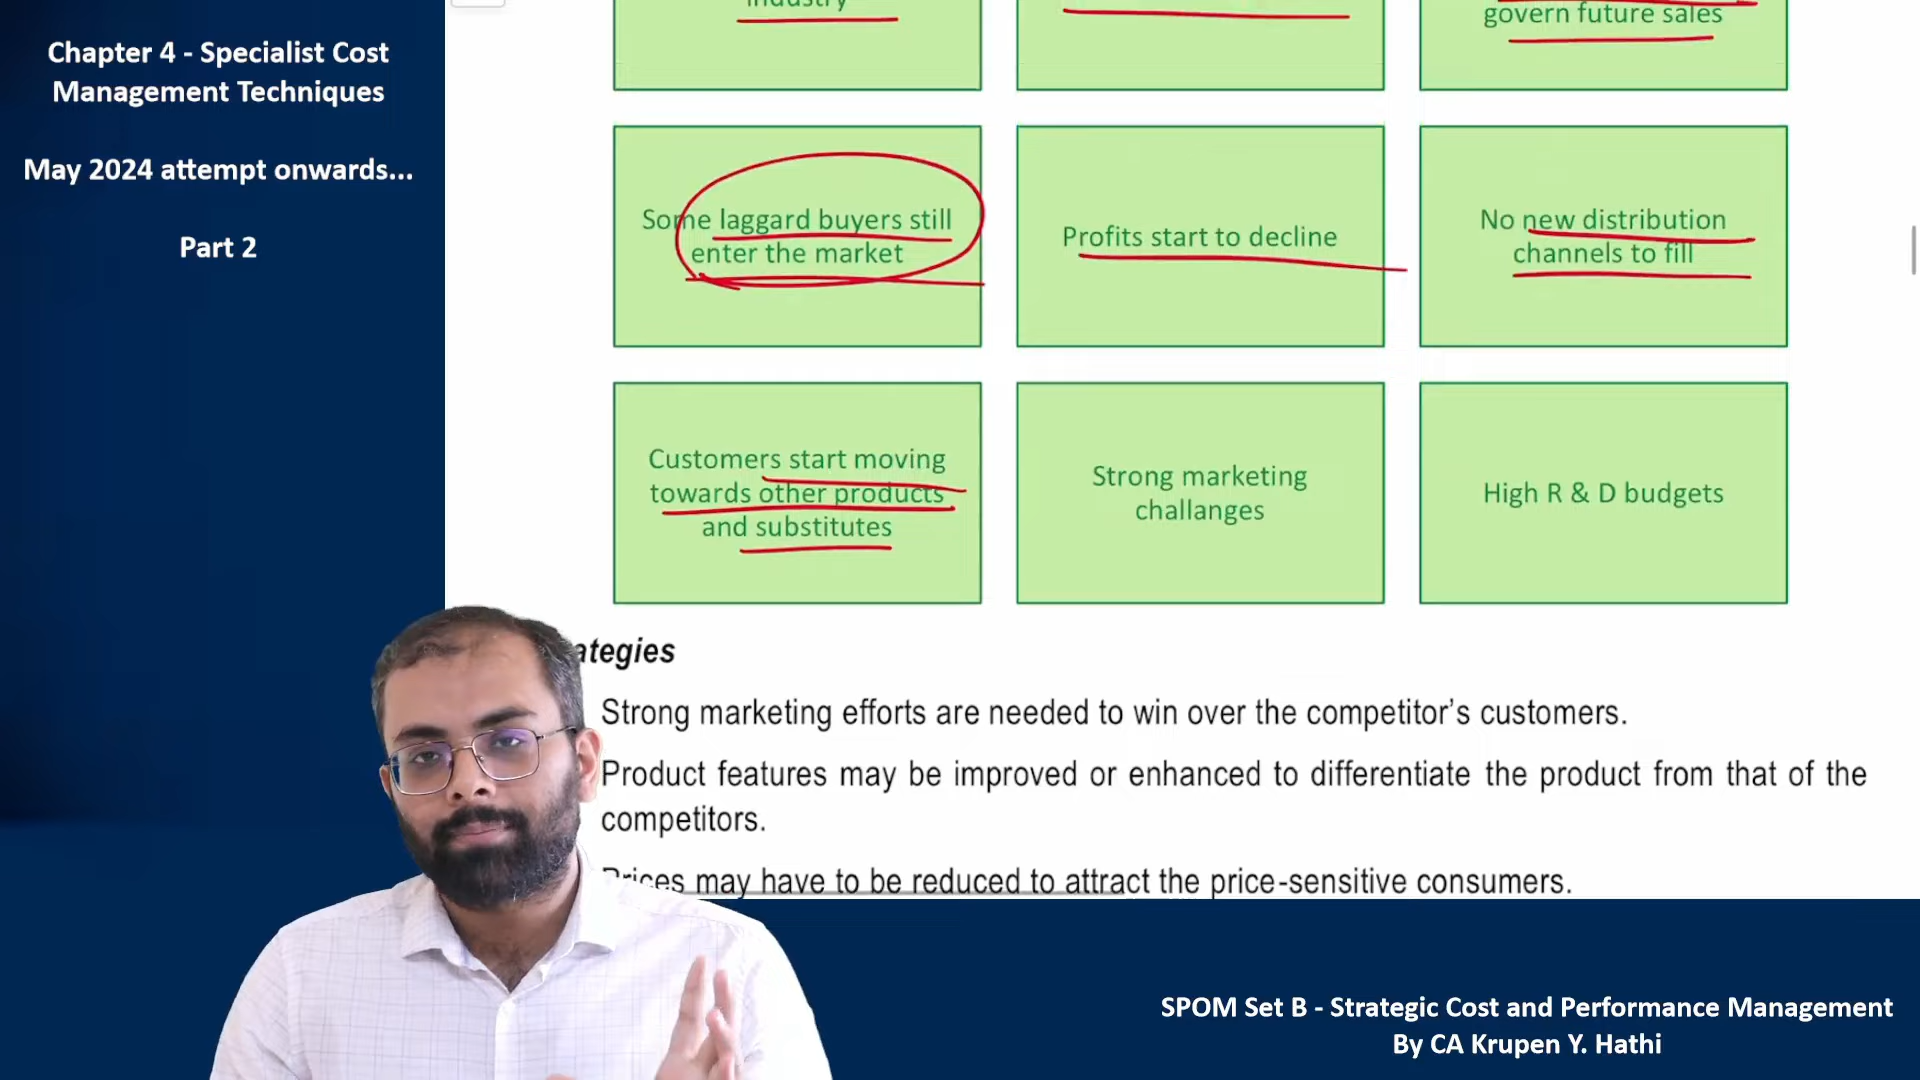 Chapter 4 - Specialist Cost
Management Techniques
May 2024 attempt onwards...
Part 2
industry
govern future sales
Some laggard buyers still
enter the market
Profits start to decline
No new distribution
channels to fill
Customers start moving
towards other products
and substitutes
Strong marketing
challanges
High R & D budgets
ategies
Strong marketing efforts are needed to win over the competitor's customers.
Product features may be improved or enhanced to differentiate the product from that of the
competitors.
Prices may have to be reduced to attract the price-sensitive consumers.
SPOM Set B - Strategic Cost and Performance Management
By CA Krupen Y. Hathi